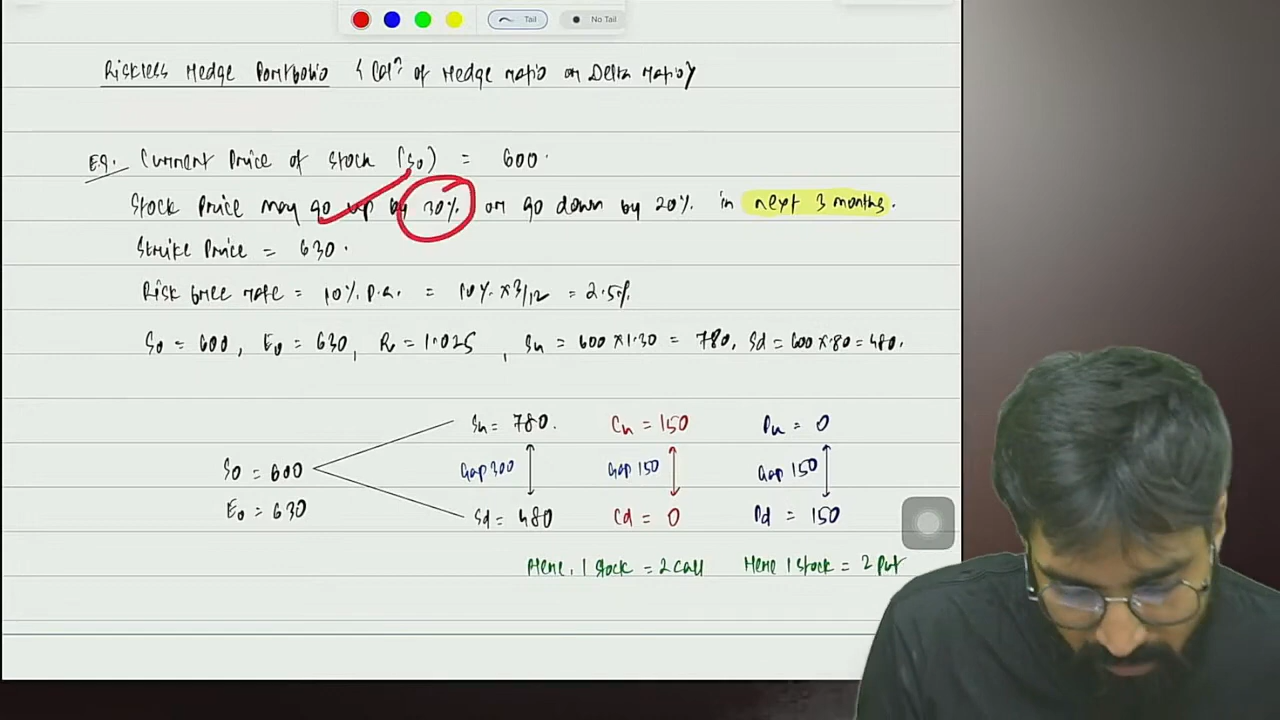 Tail
No Tail
Riskless Hedge Portfolio { Calⁿ of Hedge ratio or Delta Ratio}
E.g. Current Price of Stock (S₀) = 600.
Stock Price may go up by 30% or go down by 20% in next 3 months.
Strike Price = 630.
Risk free rate = 10% p.a. = 10% × 3/12 = 2.5%
S₀ = 600, E₀ = 630, R = 1.025, Su = 600 × 1.30 = 780, Sd = 600 × .80 = 480.
Su = 780. Cu = 150 Pu = 0
S₀ = 600 Gap 300 Gap 150 Gap 150
E₀ = 630 Sd = 480 Cd = 0 Pd = 150
Here, 1 Stock = 2 Call Here 1 Stock = 2 Put